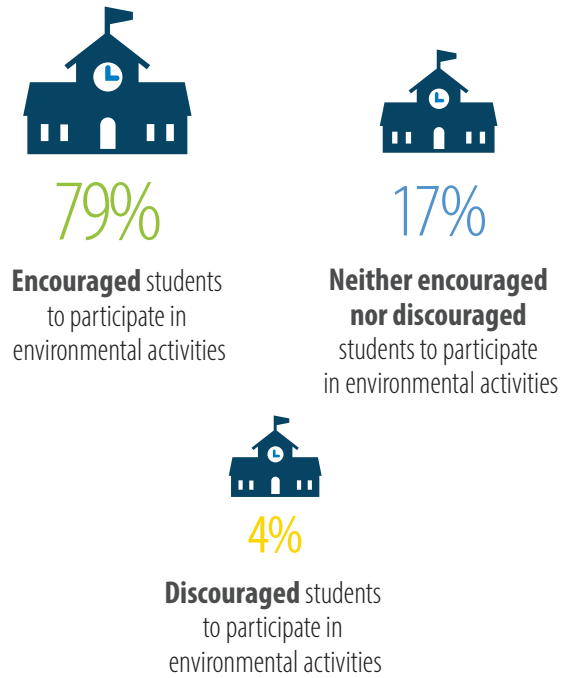 79%
Encouraged students
to participate in
environmental activities
17%
Neither encouraged
nor discouraged
students to participate
in environmental activities
4%
Discouraged students
to participate in
environmental activities